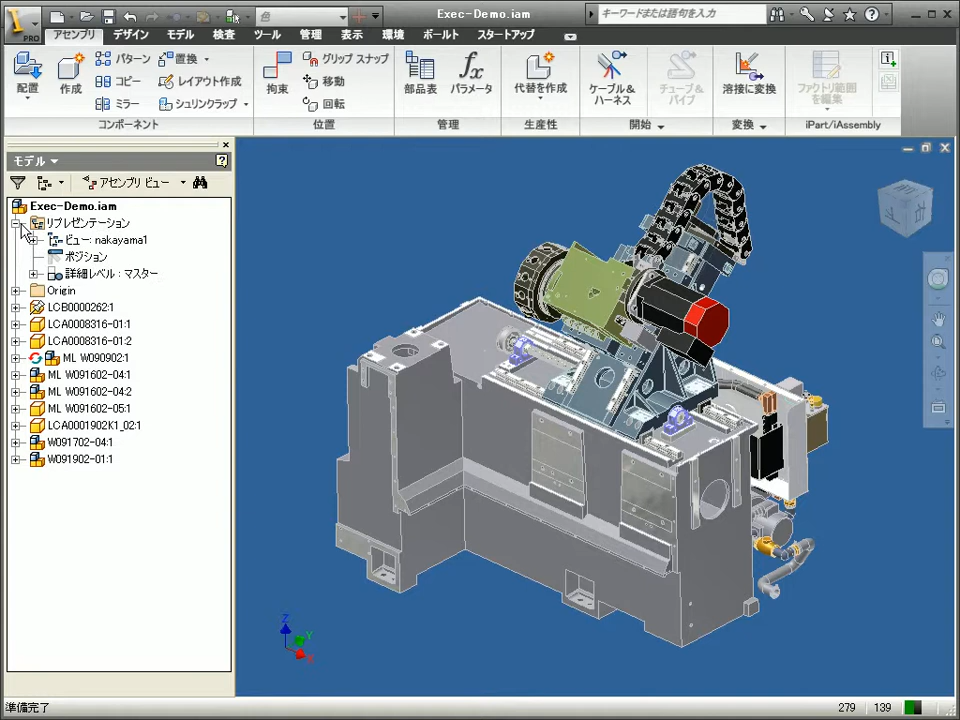 Exec-Demo.iam
キーワードまたは語句を入力
PRO
アセンブリ デザイン モデル 検査 ツール 管理 表示 環境 ボールト スタートアップ
配置
作成
パターン
コピー
ミラー
置換
レイアウト作成
シュリンクラップ
コンポーネント
拘束
グリップ スナップ
移動
回転
位置
部品表
パラメータ
管理
代替を作成
生産性
ケーブル&
ハーネス
チューブ&
パイプ
開始
溶接に変換
変換
ファクトリ範囲
を編集
iPart/iAssembly
モデル
アセンブリ ビュー
Exec-Demo.iam
リプレゼンテーション
ビュー: nakayama1
ポジション
詳細レベル : マスター
Origin
LCB0000262:1
LCA0008316-01:1
LCA0008316-01:2
ML W090902:1
ML W091602-04:1
ML W091602-04:2
ML W091602-05:1
LCA0001902K1_02:1
W091702-04:1
W091902-01:1
Z
Y
X
準備完了
279
139